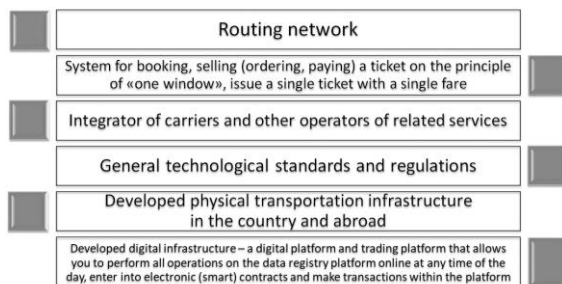 Routing network
System for booking, selling (ordering, paying) a ticket on the principle
of «one window», issue a single ticket with a single fare
Integrator of carriers and other operators of related services
General technological standards and regulations
Developed physical transportation infrastructure
in the country and abroad
Developed digital infrastructure – a digital platform and trading platform that allows
you to perform all operations on the data registry platform online at any time of the
day, enter into electronic (smart) contracts and make transactions within the platform